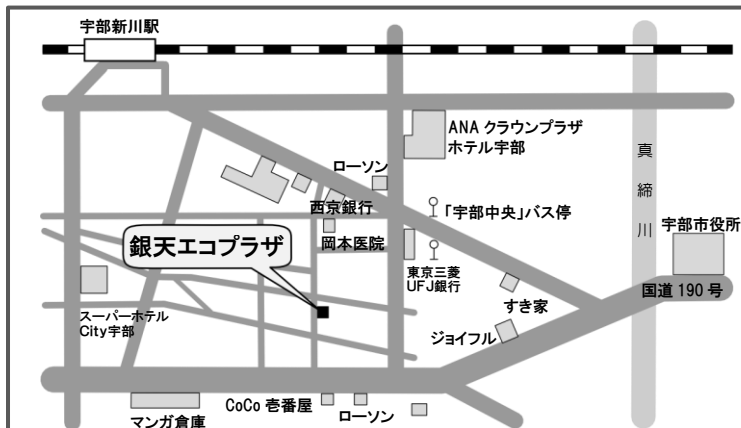 宇部新川駅
ANA クラウンプラザ
ホテル宇部
ローソン
真締川
西京銀行
「宇部中央」バス停
宇部市役所
銀天エコプラザ
岡本医院
東京三菱
UFJ銀行
国道 190 号
すき家
スーパーホテル
City宇部
ジョイフル
CoCo 壱番屋
ローソン
マンガ倉庫